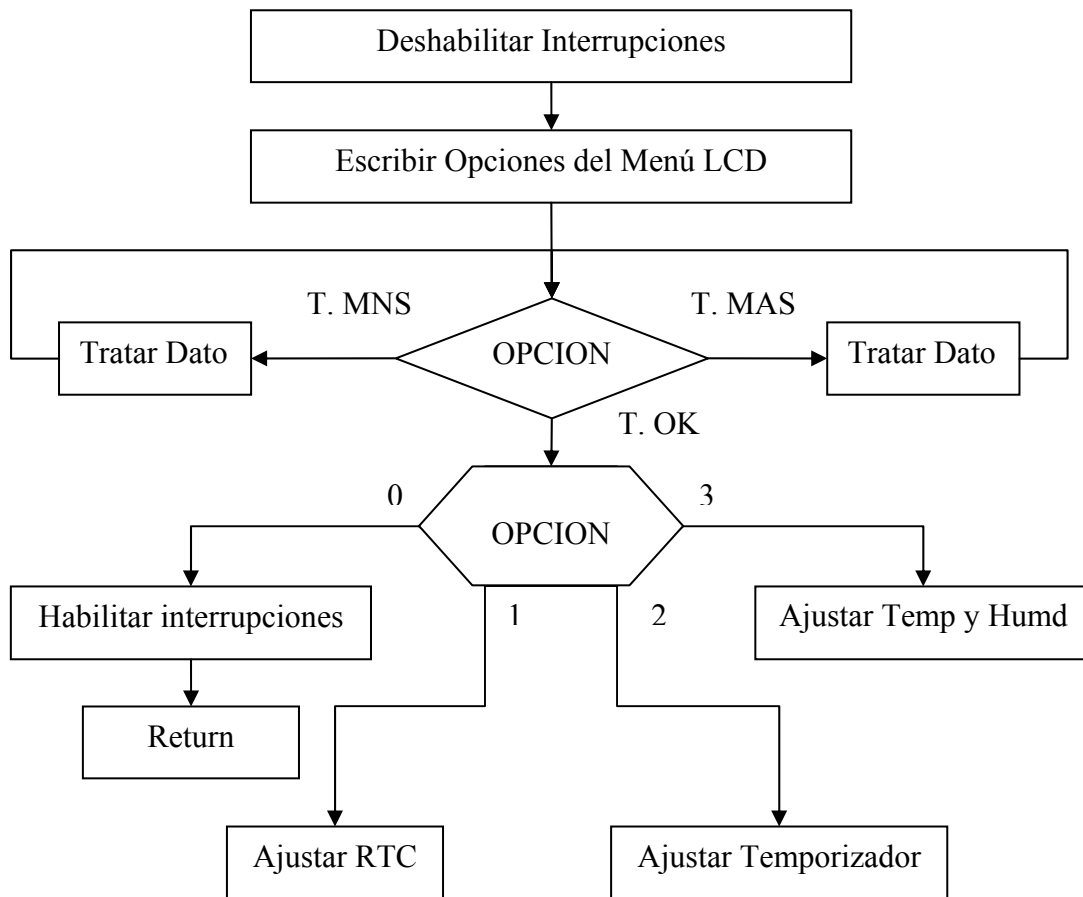 Deshabilitar Interrupciones
Escribir Opciones del Menú LCD
T. MNS
T. MAS
Tratar Dato
OPCION
Tratar Dato
T. OK
0
3
OPCION
Habilitar interrupciones
1
2
Ajustar Temp y Humd
Return
Ajustar RTC
Ajustar Temporizador